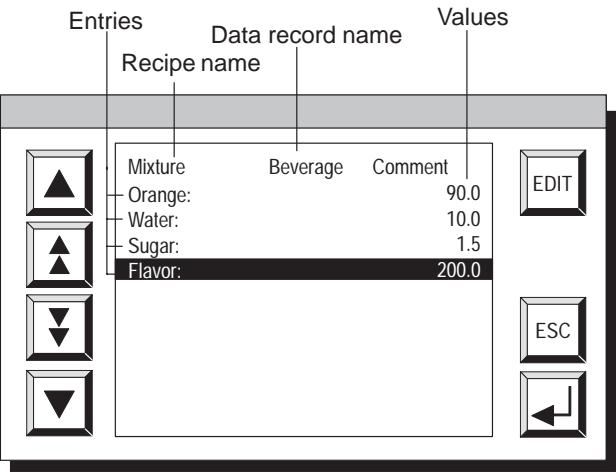 Entries
Values
Data record name
Recipe name
Mixture Beverage Comment
Orange: 90.0
EDIT
Water: 10.0
Sugar: 1.5
Flavor: 200.0
ESC